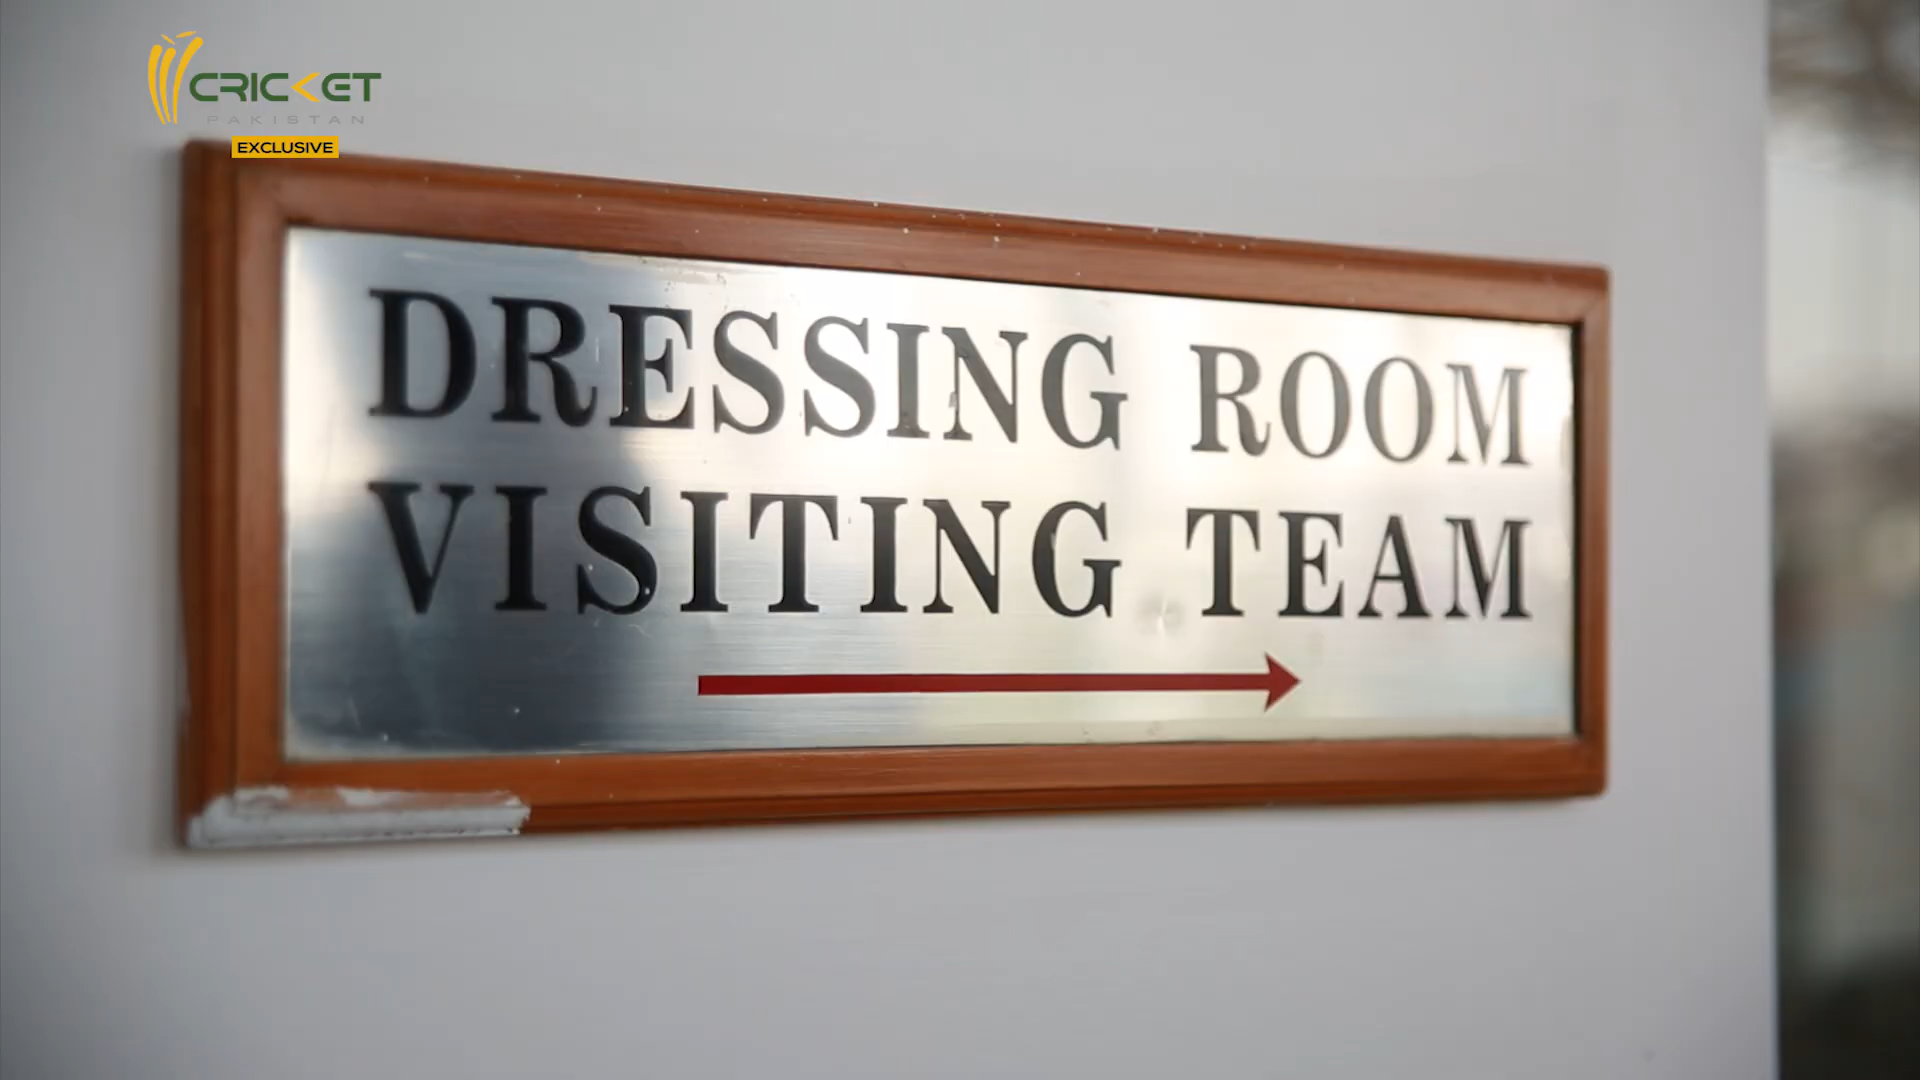 CRICKET
PAKISTAN
EXCLUSIVE
DRESSING ROOM
VISITING TEAM